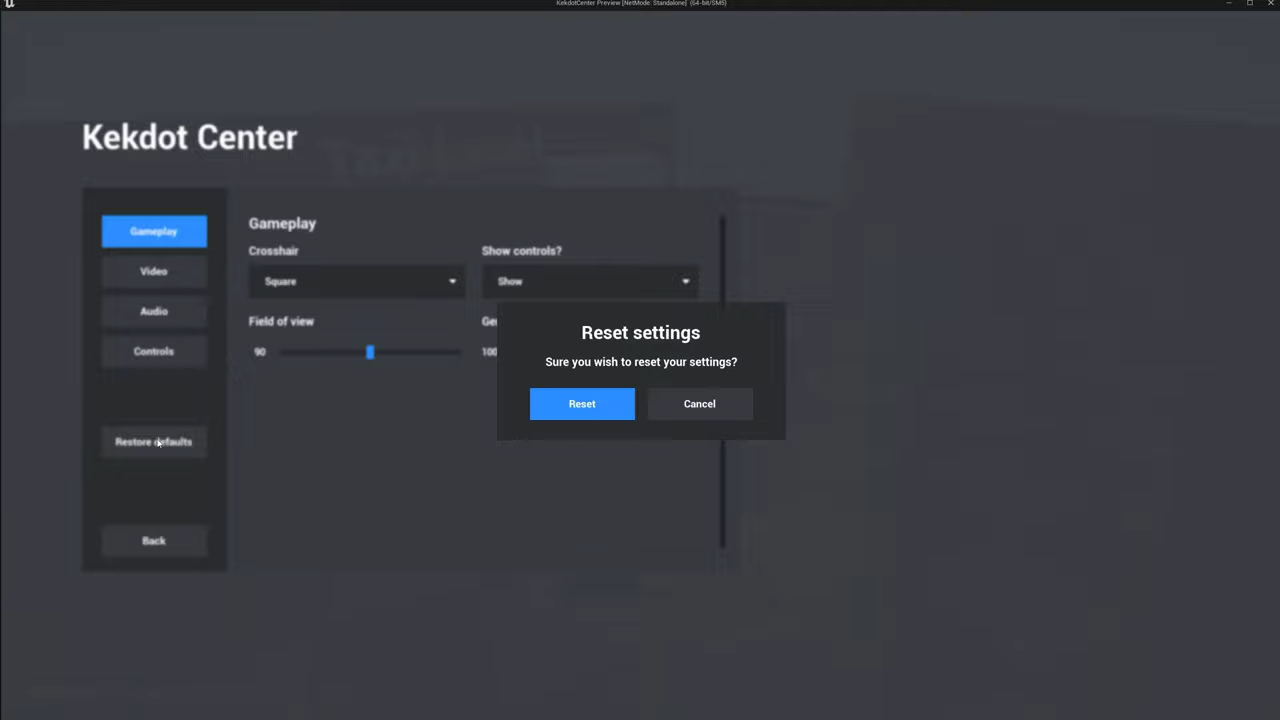 KekdotCenter Preview [NetMode: Standalone] (64-bit/SM5)
Kekdot Center
Gameplay
Video
Audio
Controls
Restore defaults
Back
Gameplay
Crosshair
Show controls?
Square
Show
Field of view
90
100
Reset settings
Sure you wish to reset your settings?
Reset
Cancel